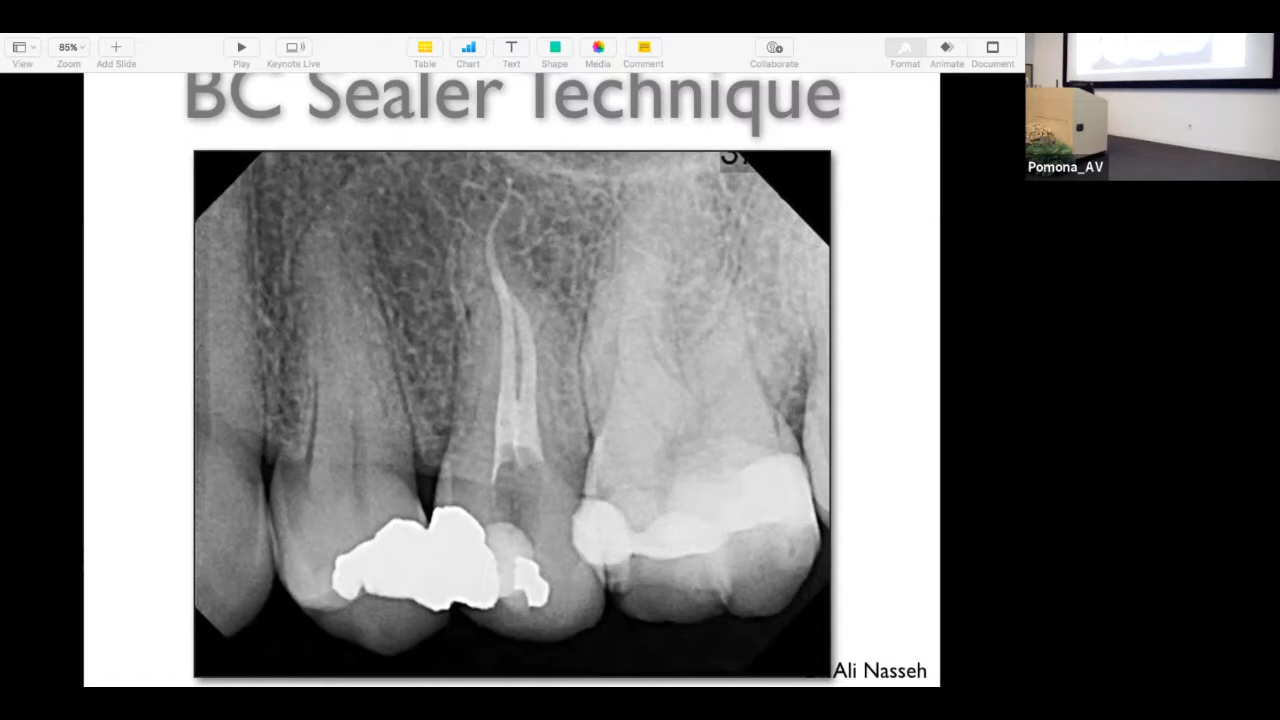 85%
View
Zoom
Add Slide
Play
Keynote Live
Table
Chart
Text
Shape
Media
Comment
Collaborate
Format
Animate
Document
BC Sealer Technique
Pomona_AV
Ali Nasseh